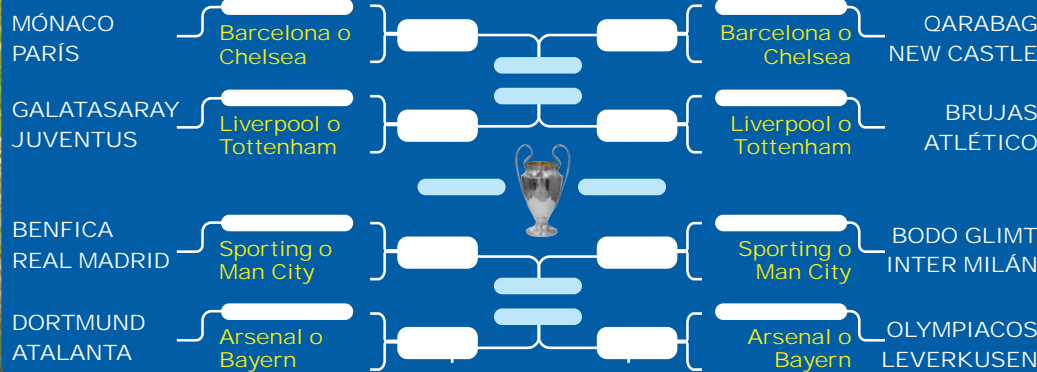 MÓNACO
PARÍS
Barcelona o
Chelsea
Barcelona o
Chelsea
QARABAG
NEW CASTLE
GALATASARAY
JUVENTUS
Liverpool o
Tottenham
Liverpool o
Tottenham
BRUJAS
ATLÉTICO
BENFICA
REAL MADRID
Sporting o
Man City
Sporting o
Man City
BODO GLIMT
INTER MILÁN
DORTMUND
ATALANTA
Arsenal o
Bayern
Arsenal o
Bayern
OLYMPIACOS
LEVERKUSEN